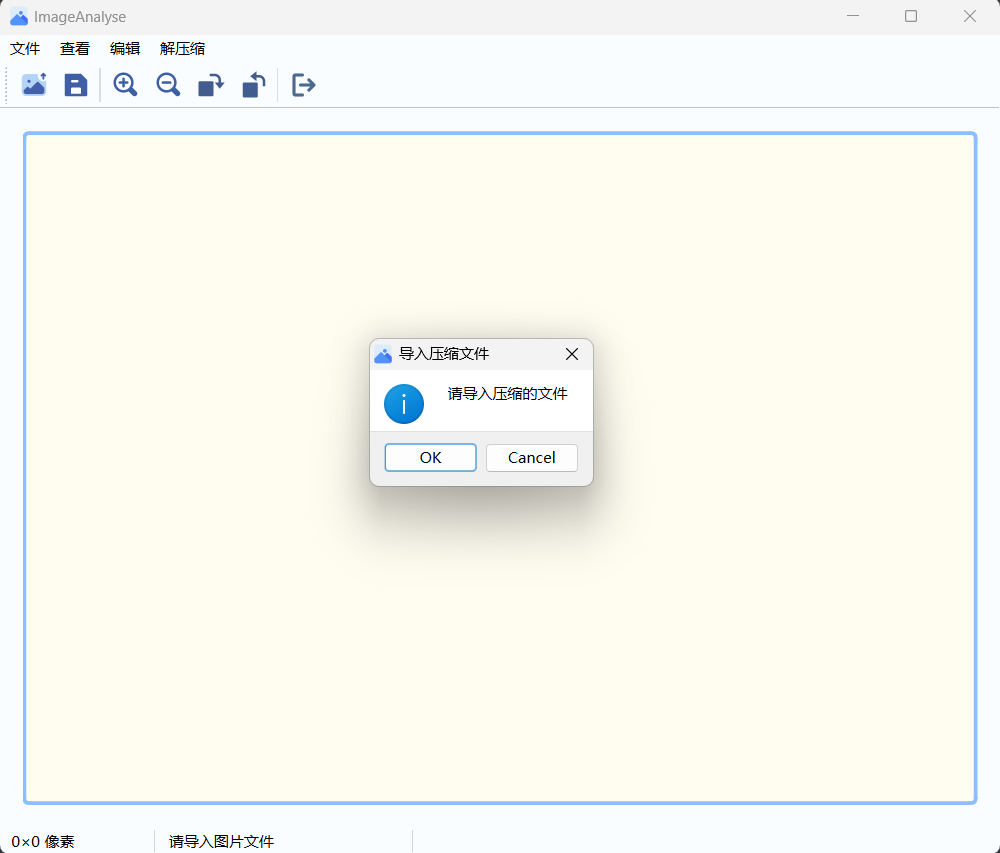 ImageAnalyse
文件 查看 编辑 解压缩
导入压缩文件
请导入压缩的文件
OK Cancel
0×0 像素 请导入图片文件